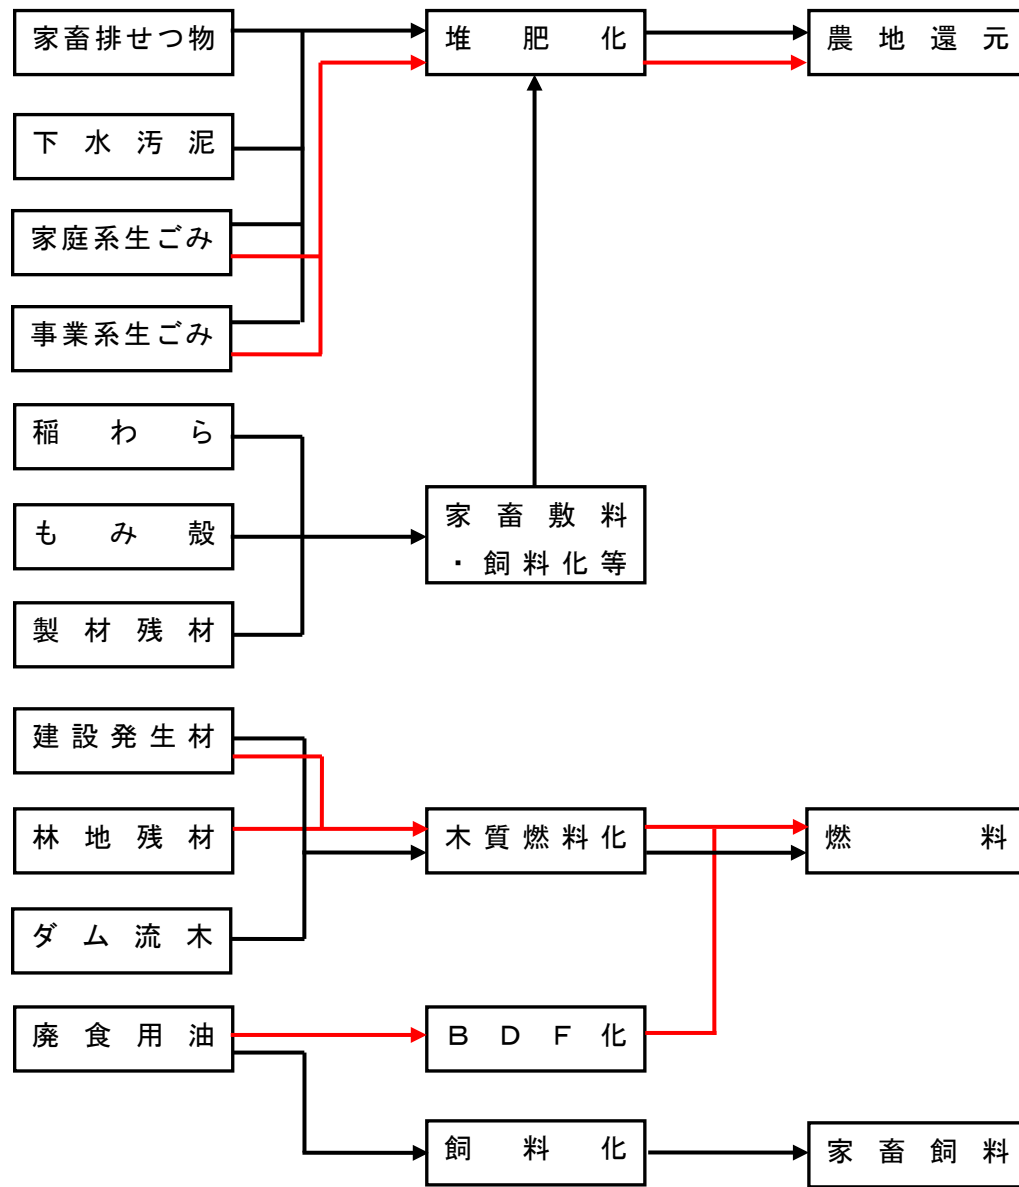 家畜排せつ物
堆肥化
農地還元
下水汚泥
家庭系生ごみ
事業系生ごみ
稲わら
もみ殻
家畜敷料
・飼料化等
製材残材
建設発生材
林地残材
木質燃料化
燃料
ダム流木
廃食用油
ＢＤＦ化
飼料化
家畜飼料